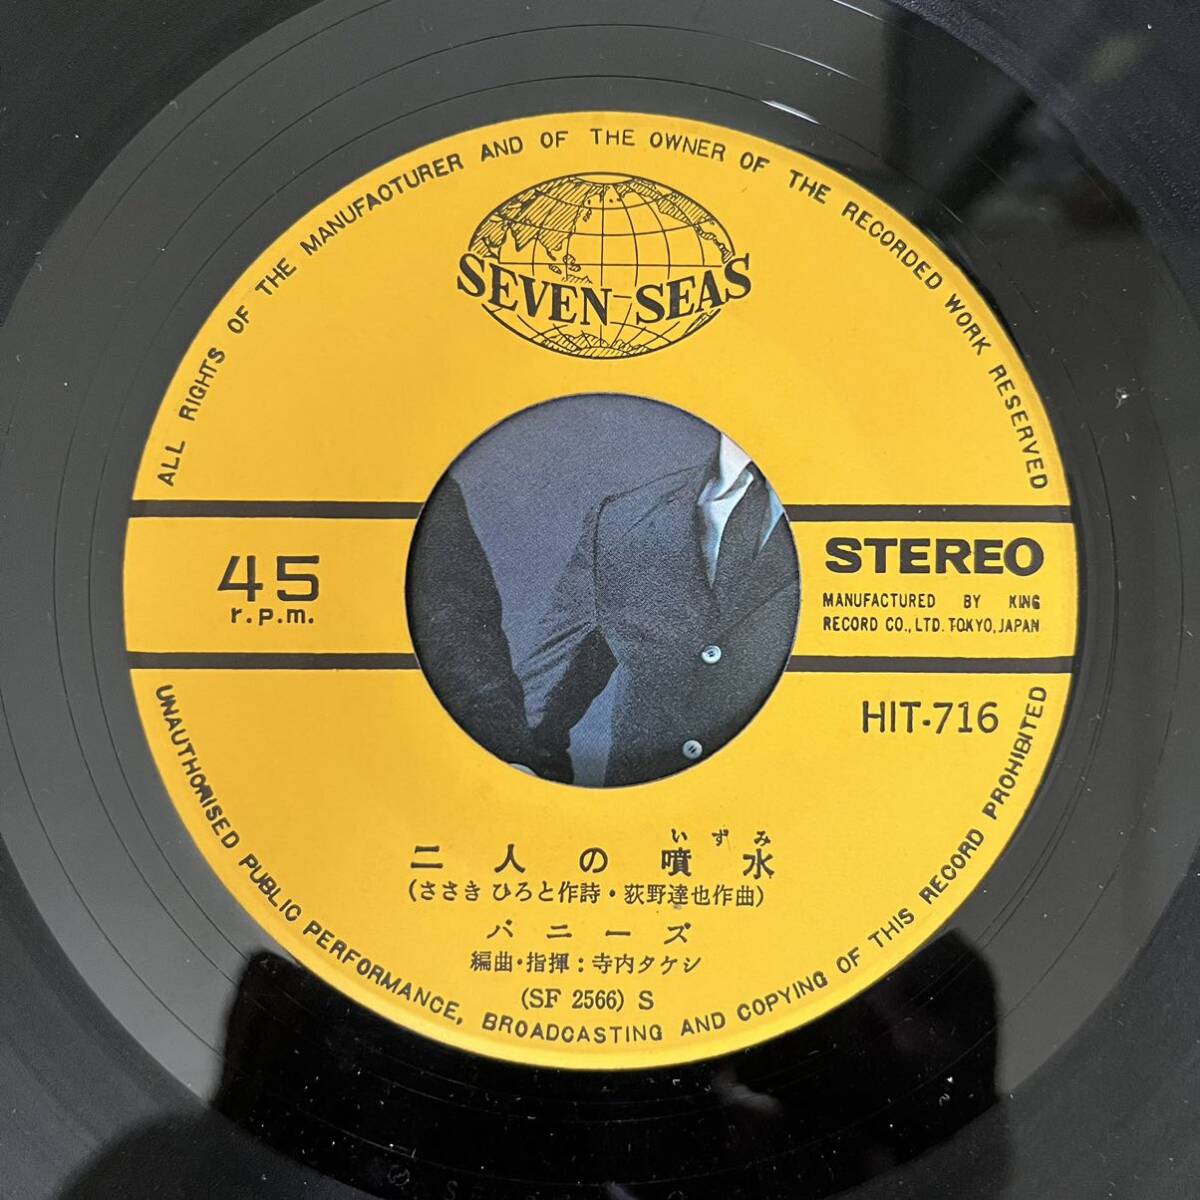 ALL RIGHTS OF THE MANUFACTURER AND OF THE OWNER OF THE RECORDED WORK RESERVED
SEVEN SEAS
45
r.p.m.
STEREO
MANUFACTURED BY KING
RECORD CO., LTD. TOKYO, JAPAN
HIT-716
いずみ
二人の噴水
(ささきひろと作詩・荻野達也作曲)
バニーズ
編曲・指揮：寺内タケシ
(SF 2566) S
UNAUTHORISED PUBLIC PERFORMANCE, BROADCASTING AND COPYING OF THIS RECORD PROHIBITED